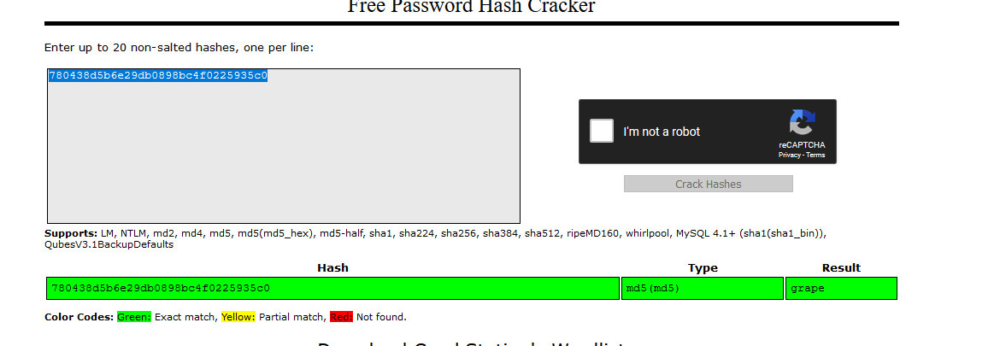 Free Password Hash Cracker
Enter up to 20 non-salted hashes, one per line:
780438d5b6e29db0898bc4f0225935c0
I'm not a robot
reCAPTCHA
Privacy - Terms
Crack Hashes
Supports: LM, NTLM, md2, md4, md5, md5(md5_hex), md5-half, sha1, sha224, sha256, sha384, sha512, ripeMD160, whirlpool, MySQL 4.1+ (sha1(sha1_bin)),
QubesV3.1BackupDefaults
Hash Type Result
780438d5b6e29db0898bc4f0225935c0 md5(md5) grape
Color Codes: Green: Exact match, Yellow: Partial match, Red: Not found.